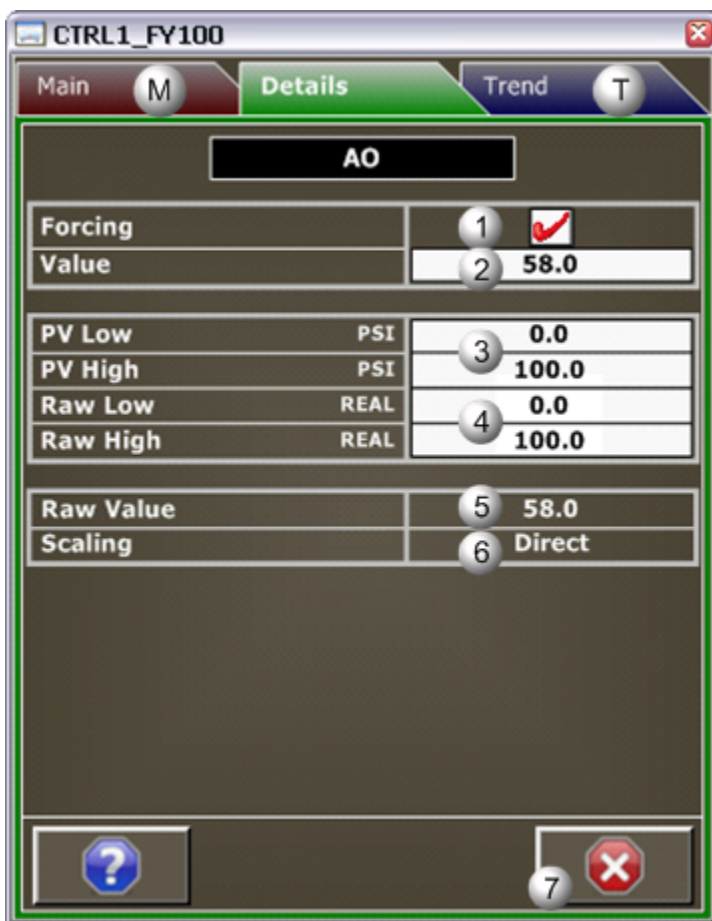 CTRL1_FY100
Main M Details Trend T
AO
Forcing 1
Value 2 58.0
PV Low PSI 0.0
3
PV High PSI 100.0
Raw Low REAL 0.0
4
Raw High REAL 100.0
Raw Value 5 58.0
Scaling 6 Direct
?
7